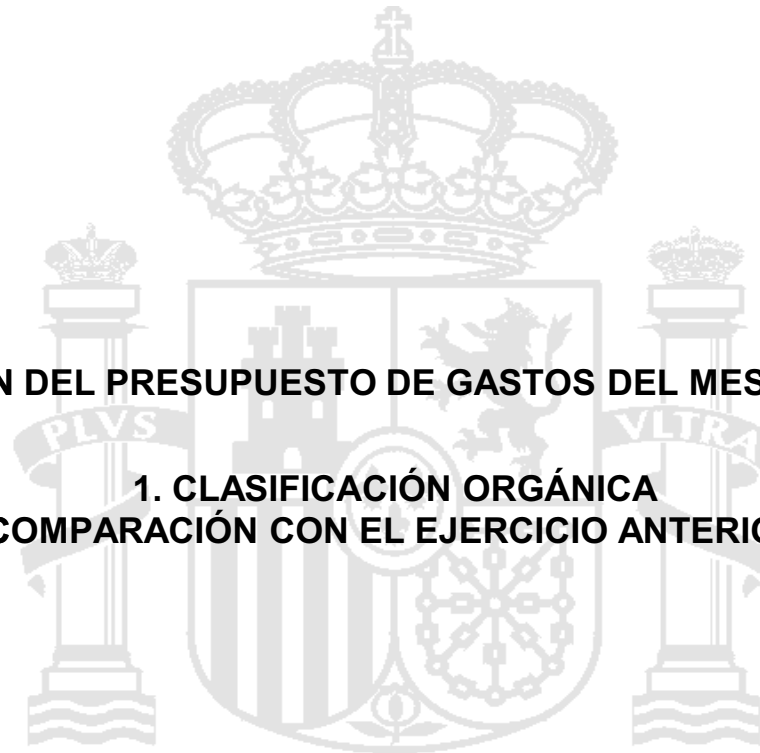 N DEL PRESUPUESTO DE GASTOS DEL MES
PLVS
VLTRA
1. CLASIFICACIÓN ORGÁNICA
COMPARACIÓN CON EL EJERCICIO ANTERIO